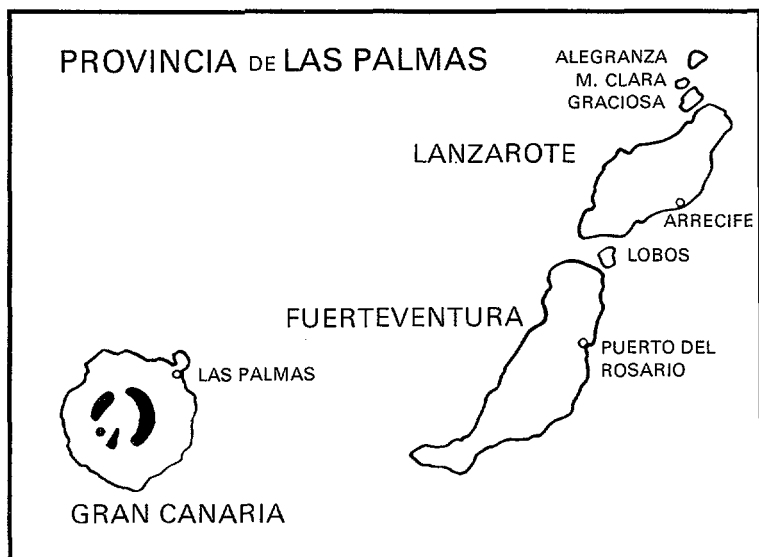 PROVINCIA DE LAS PALMAS
ALEGRANZA
M. CLARA
GRACIOSA
LANZAROTE
ARRECIFE
LOBOS
FUERTEVENTURA
PUERTO DEL
ROSARIO
LAS PALMAS
GRAN CANARIA